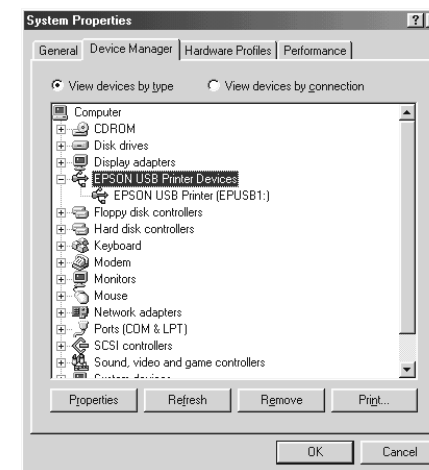 System Properties
General Device Manager Hardware Profiles Performance
View devices by type View devices by connection
Computer
CDROM
Disk drives
Display adapters
EPSON USB Printer Devices
EPSON USB Printer (EPUSB1:)
Floppy disk controllers
Hard disk controllers
Keyboard
Modem
Monitors
Mouse
Network adapters
Ports (COM & LPT)
SCSI controllers
Sound, video and game controllers
Properties Refresh Remove Print...
OK Cancel